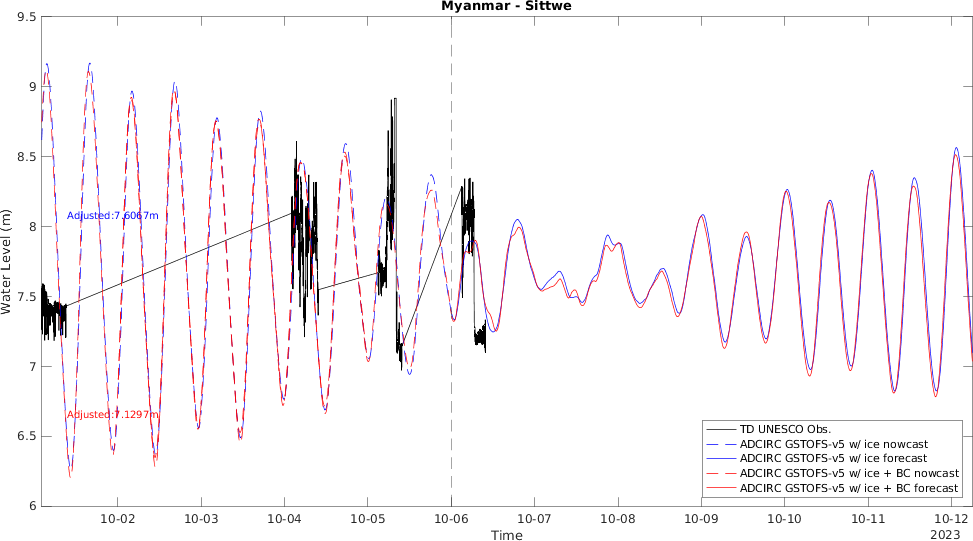 Myanmar - Sittwe
9.5
9
8.5
8
7.5
7
6.5
6
Water Level (m)
Adjusted:7.6067m
Adjusted:7.1297m
TD UNESCO Obs.
ADCIRC GSTOFS-v5 w/ ice nowcast
ADCIRC GSTOFS-v5 w/ ice forecast
ADCIRC GSTOFS-v5 w/ ice + BC nowcast
ADCIRC GSTOFS-v5 w/ ice + BC forecast
10-02 10-03 10-04 10-05 10-06 10-07 10-08 10-09 10-10 10-11 10-12
2023
Time